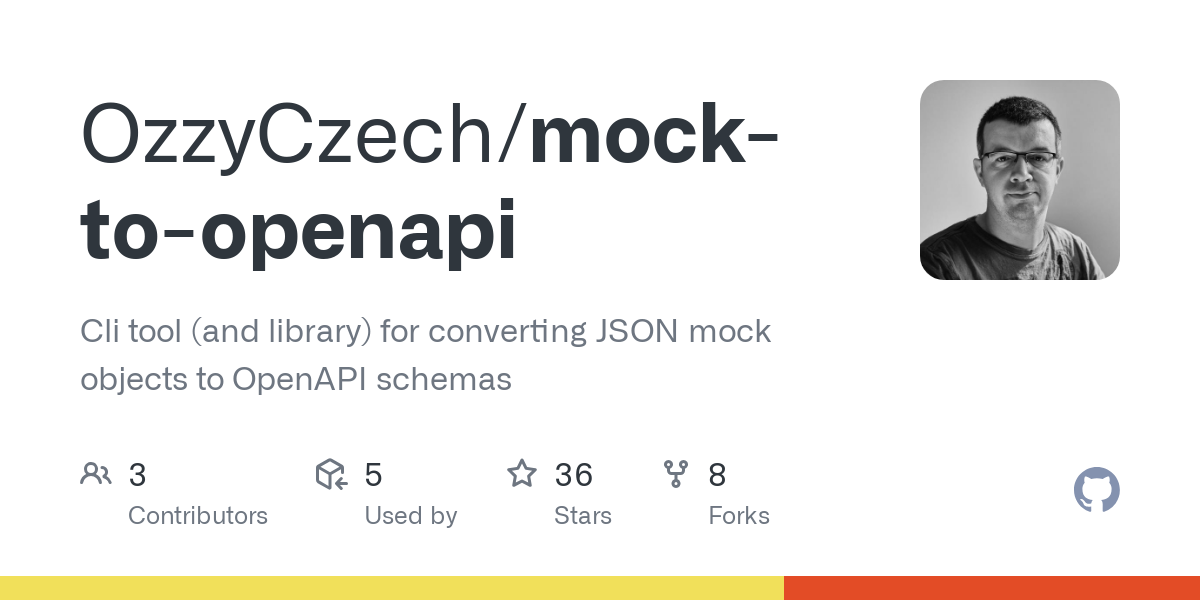 OzzyCzech/mock-
to-openapi
Cli tool (and library) for converting JSON mock
objects to OpenAPI schemas
3
Contributors
5
Used by
36
Stars
8
Forks